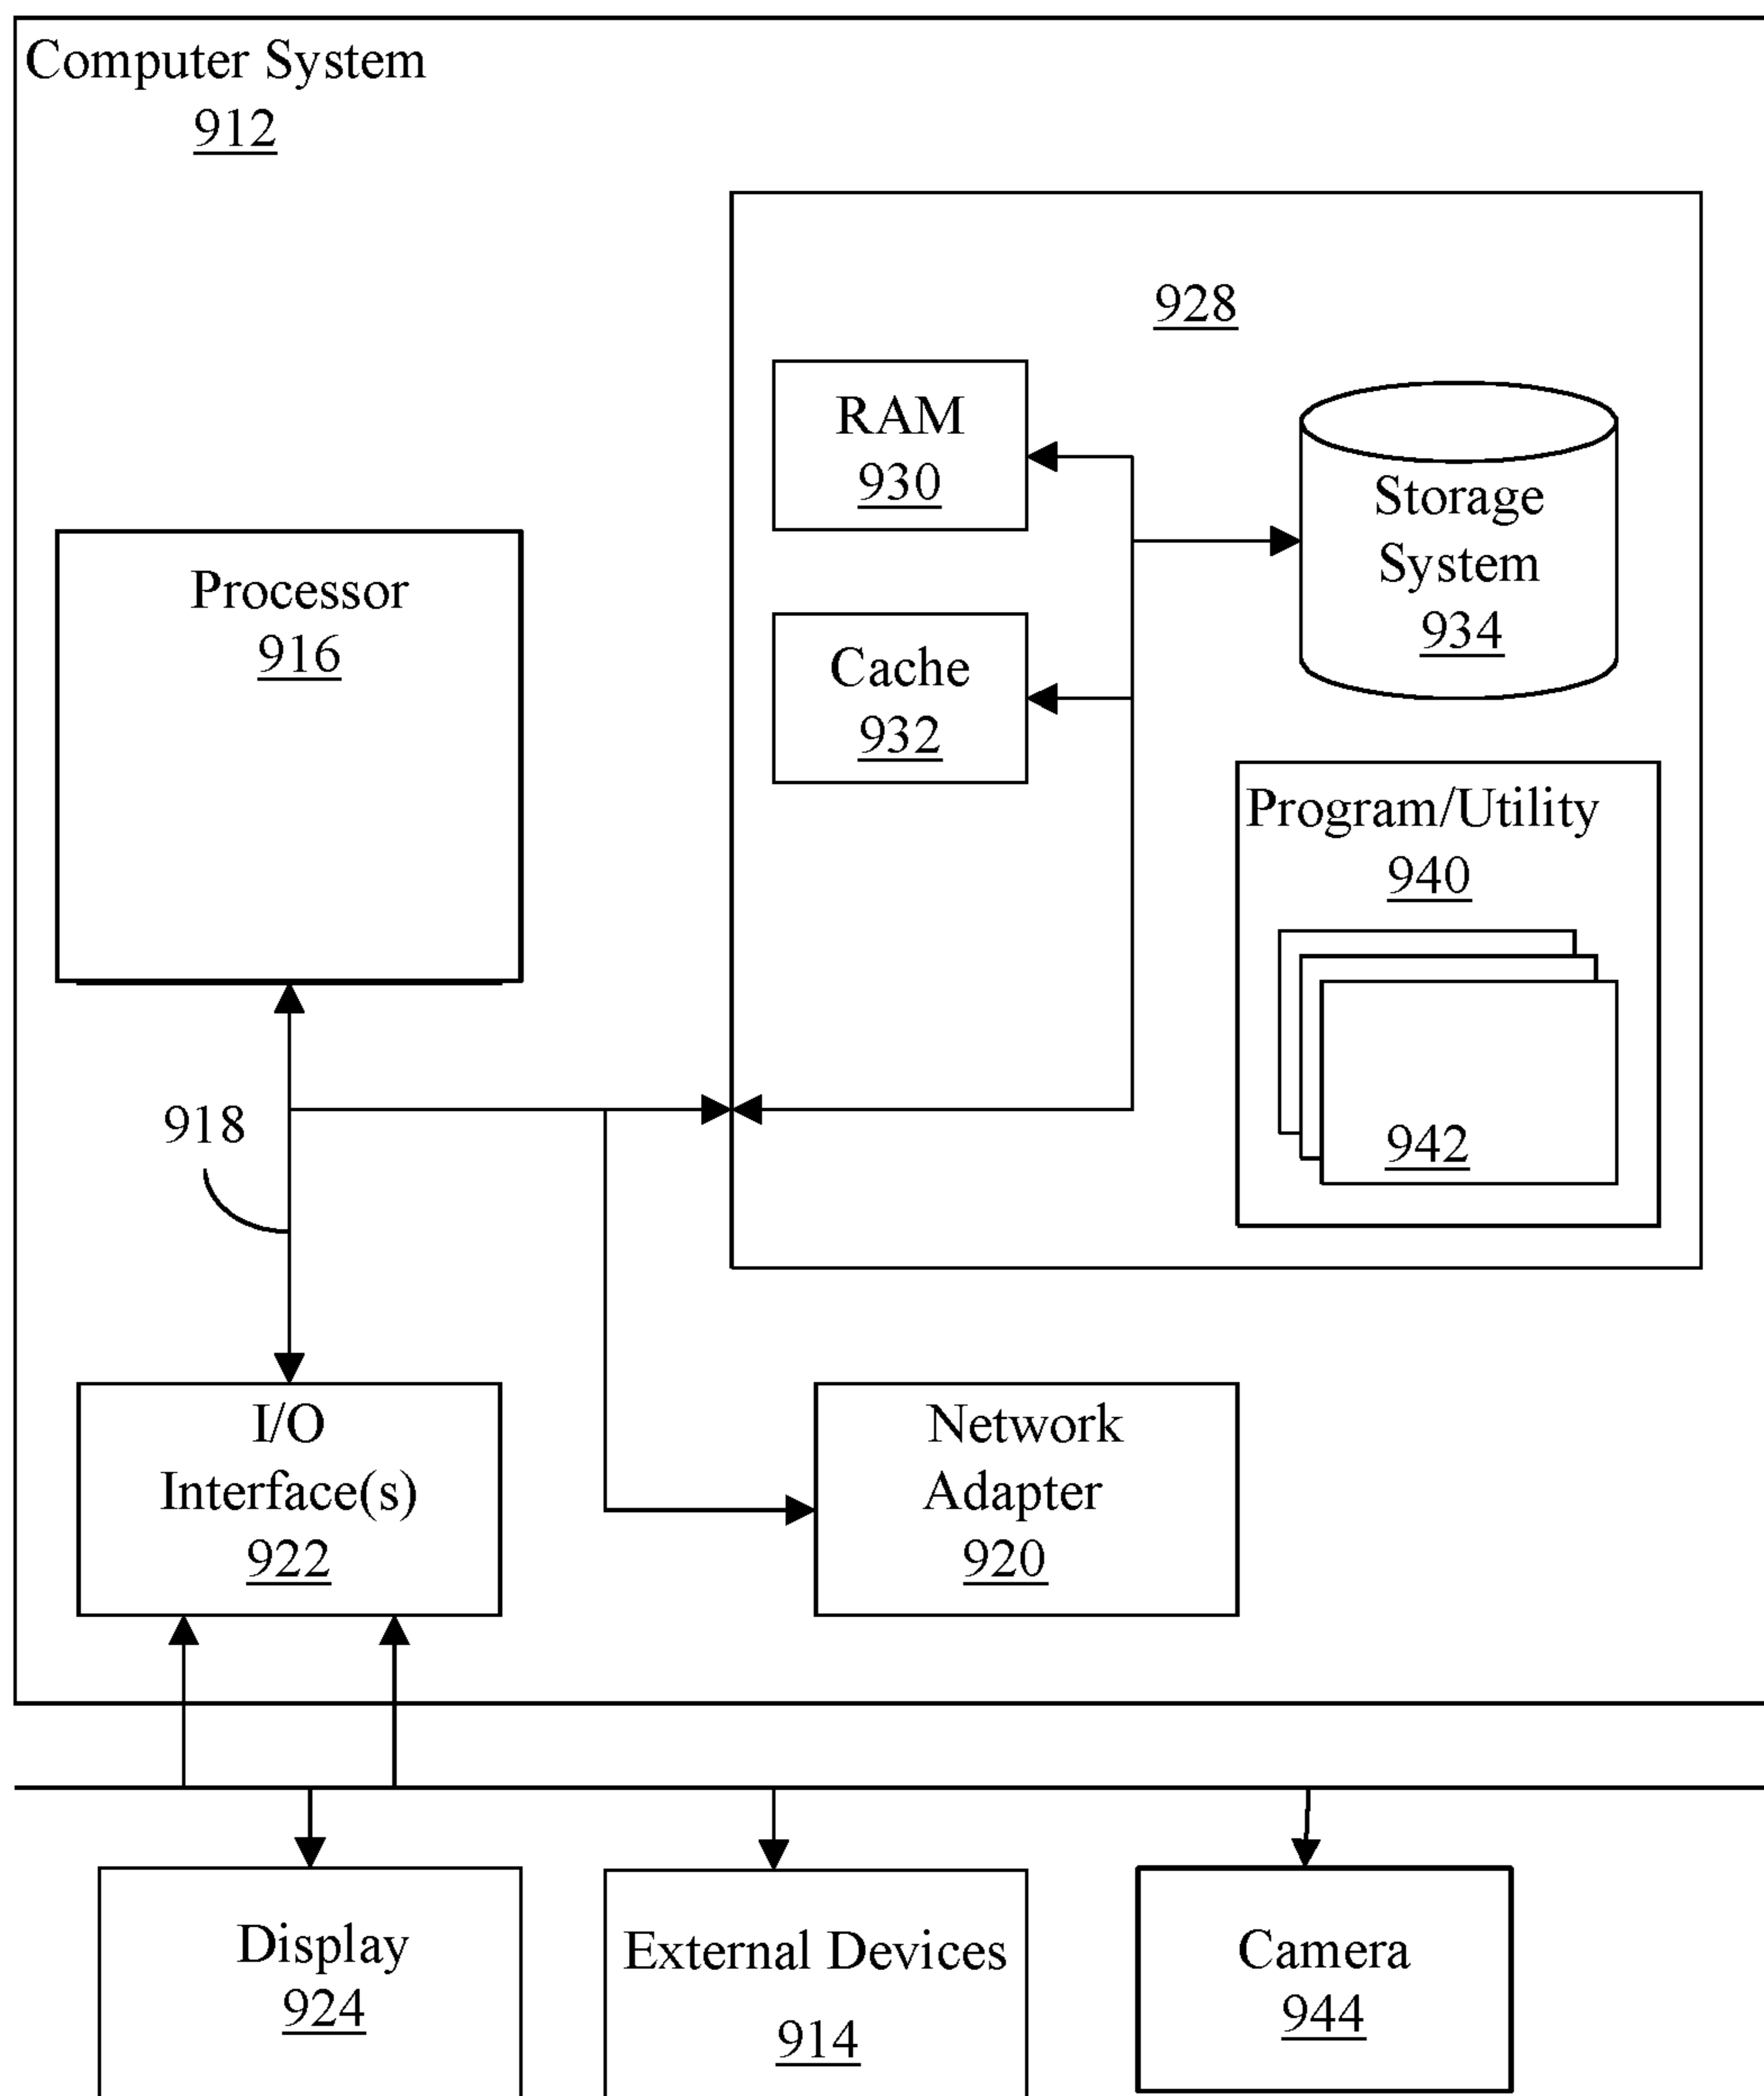 Computer System
912
928
RAM
930
Storage
System
934
Processor
916
Cache
932
Program/Utility
940
942
918
I/O
Interface(s)
922
Network
Adapter
920
Display
924
External Devices
914
Camera
944